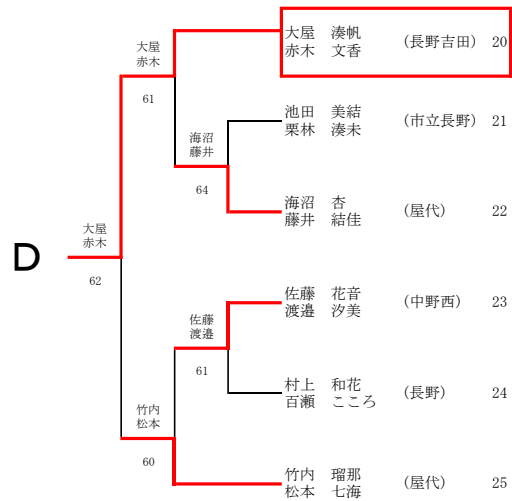 大屋 湊帆
赤木 文香 (長野吉田) 20
大屋
赤木
61
池田 美結
栗林 湊未 (市立長野) 21
海沼
藤井
64
海沼 杏
藤井 結佳 (屋代) 22
大屋
赤木
D
62
佐藤 花音
渡邉 汐美 (中野西) 23
佐藤
渡邉
61
村上 和花
百瀬 こころ (長野) 24
竹内
松本
60
竹内 瑠那
松本 七海 (屋代) 25